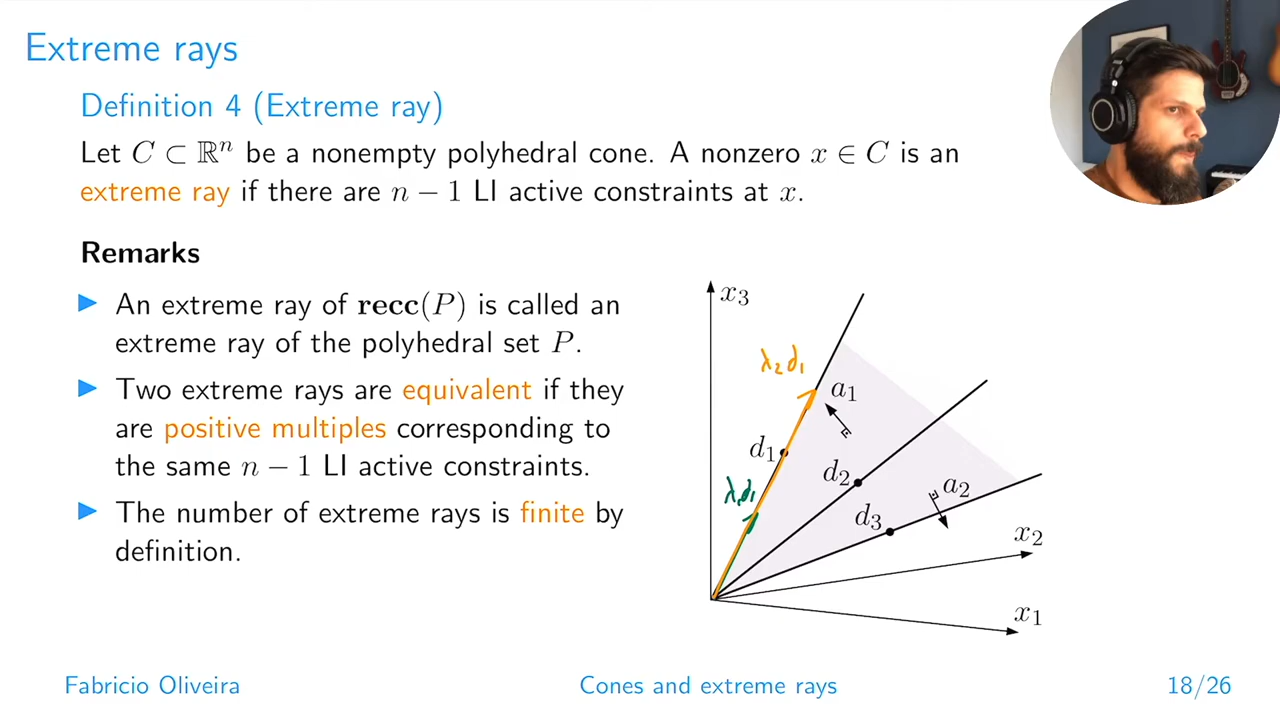 Extreme rays
Definition 4 (Extreme ray)
Let C ⊂ ℝⁿ be a nonempty polyhedral cone. A nonzero x ∈ C is an
extreme ray if there are n − 1 LI active constraints at x.
Remarks
▶ An extreme ray of recc(P) is called an
extreme ray of the polyhedral set P.
▶ Two extreme rays are equivalent if they
are positive multiples corresponding to
the same n − 1 LI active constraints.
▶ The number of extreme rays is finite by
definition.
x₃
λ₂d₁
a₁
d₁
d₂
λ₁d₁
a₂
d₃
x₂
x₁
Fabricio Oliveira
Cones and extreme rays
18/26